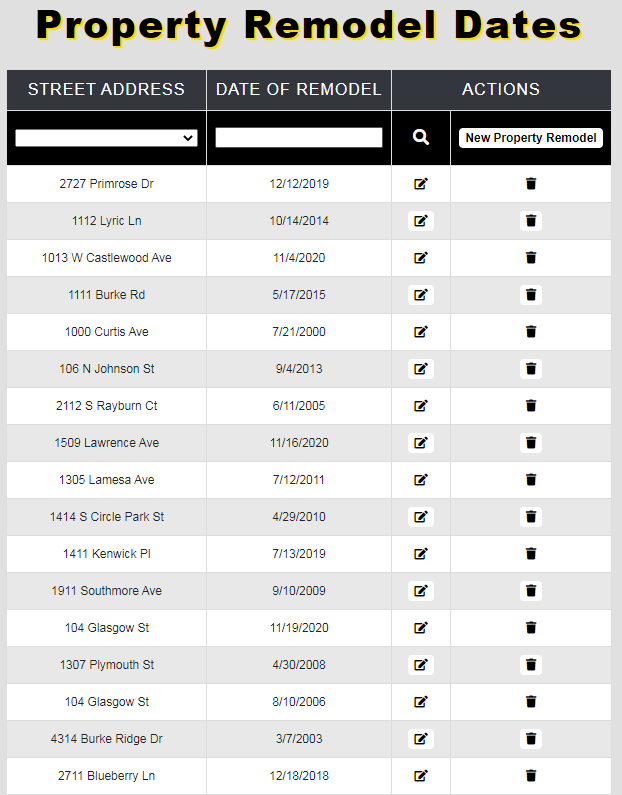 Property Remodel Dates
STREET ADDRESS DATE OF REMODEL ACTIONS
New Property Remodel
2727 Primrose Dr 12/12/2019
1112 Lyric Ln 10/14/2014
1013 W Castlewood Ave 11/4/2020
1111 Burke Rd 5/17/2015
1000 Curtis Ave 7/21/2000
106 N Johnson St 9/4/2013
2112 S Rayburn Ct 6/11/2005
1509 Lawrence Ave 11/16/2020
1305 Lamesa Ave 7/12/2011
1414 S Circle Park St 4/29/2010
1411 Kenwick Pl 7/13/2019
1911 Southmore Ave 9/10/2009
104 Glasgow St 11/19/2020
1307 Plymouth St 4/30/2008
104 Glasgow St 8/10/2006
4314 Burke Ridge Dr 3/7/2003
2711 Blueberry Ln 12/18/2018